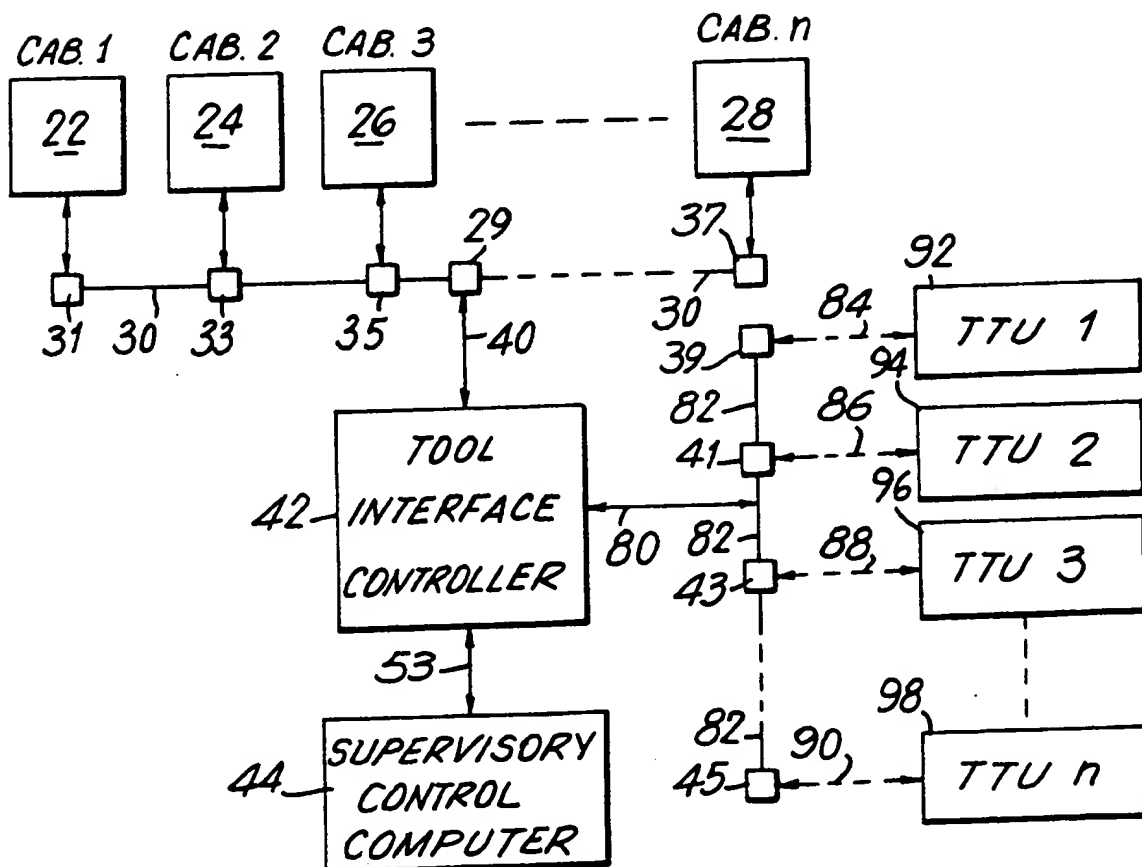 CAB. 1 CAB. 2 CAB. 3 CAB. n
22 24 26 28
29 37
31 30 33 35 30
40
39 84 92 TTU 1
82
41 86 94 TTU 2
TOOL
INTERFACE
CONTROLLER
42
80 82
43 88 96 TTU 3
53
82
45 90 98 TTU n
44
SUPERVISORY
CONTROL
COMPUTER